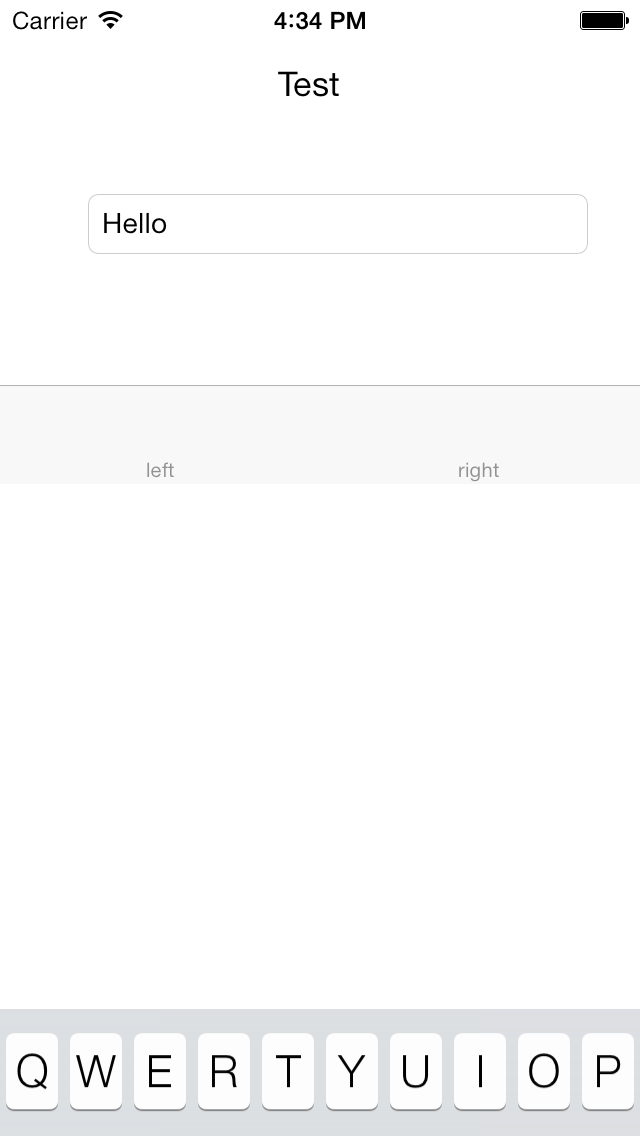 Carrier 4:34 PM
Test
Hello
left right
Q W E R T Y U I O P